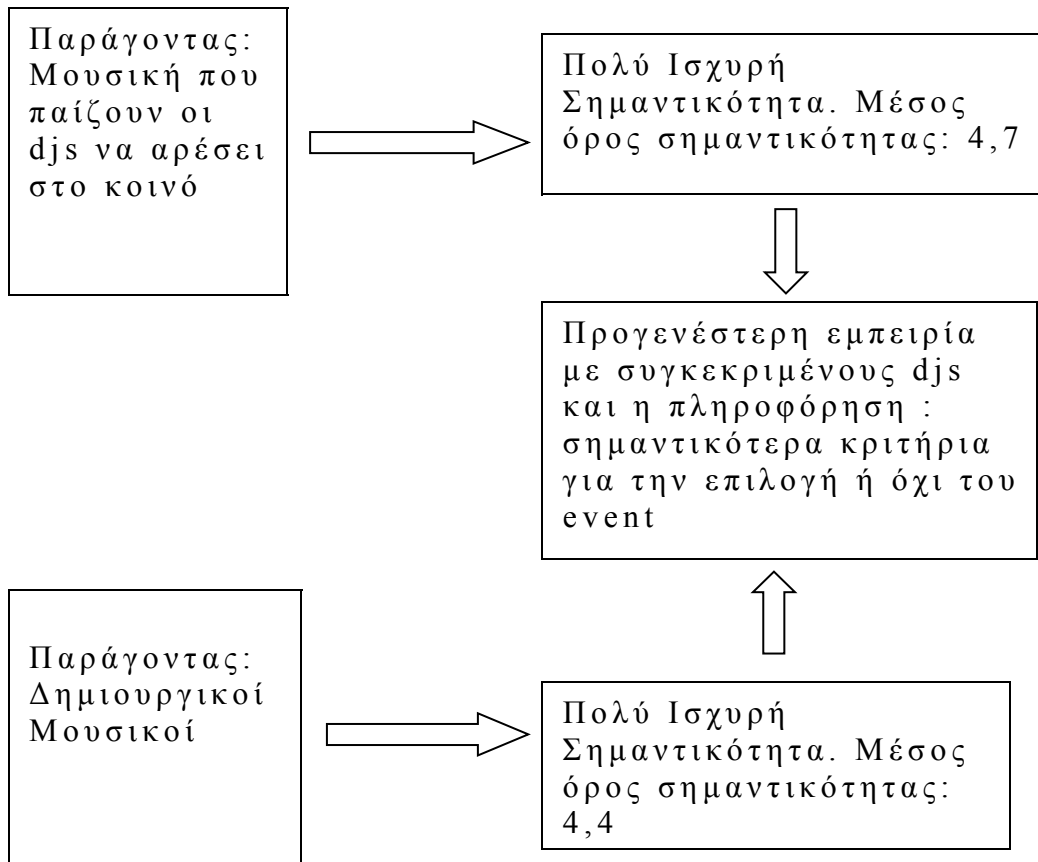 Παράγοντας:
Μουσική που
παίζουν οι
djs να αρέσει
στο κοινό
Πολύ Ισχυρή
Σημαντικότητα. Μέσος
όρος σημαντικότητας: 4,7
Προγενέστερη εμπειρία
με συγκεκριμένους djs
και η πληροφόρηση :
σημαντικότερα κριτήρια
για την επιλογή ή όχι του
event
Παράγοντας:
Δημιουργικοί
Μουσικοί
Πολύ Ισχυρή
Σημαντικότητα. Μέσος
όρος σημαντικότητας:
4,4